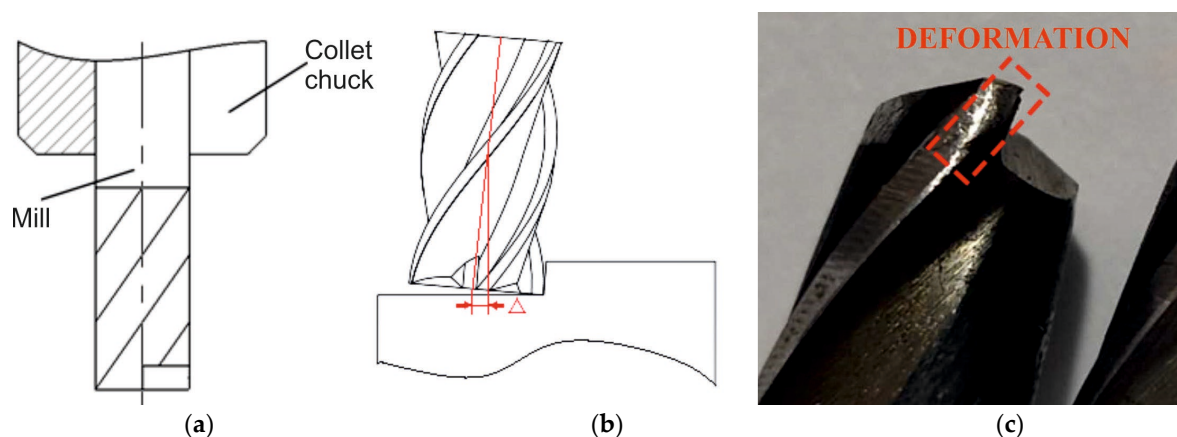 Collet
chuck
Mill
△
DEFORMATION
(a)
(b)
(c)